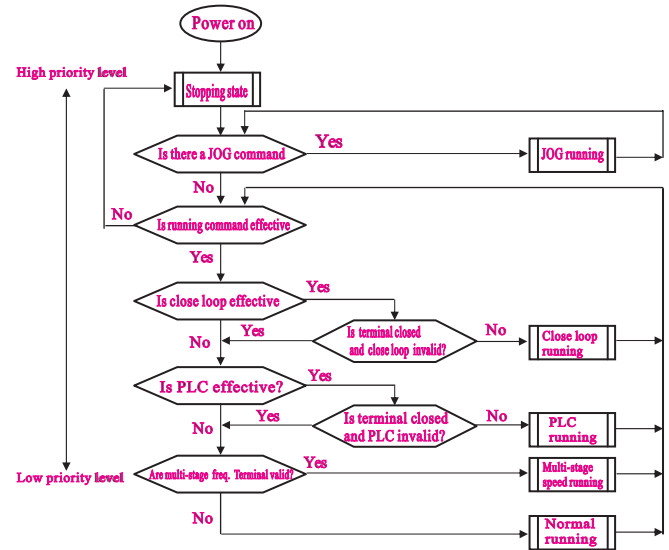 Power on
High priority level
Stopping state
Is there a JOG command
Yes
JOG running
No
No
Is running command effective
Yes
Is close loop effective
Yes
No
Yes
Is terminal closed
and close loop invalid?
No
Close loop
running
Is PLC effective?
Yes
No
Yes
Is terminal closed
and PLC invalid?
No
PLC
running
Low priority level
Are multi-stage freq. Terminal valid?
Yes
Multi-stage
speed running
No
Normal
running